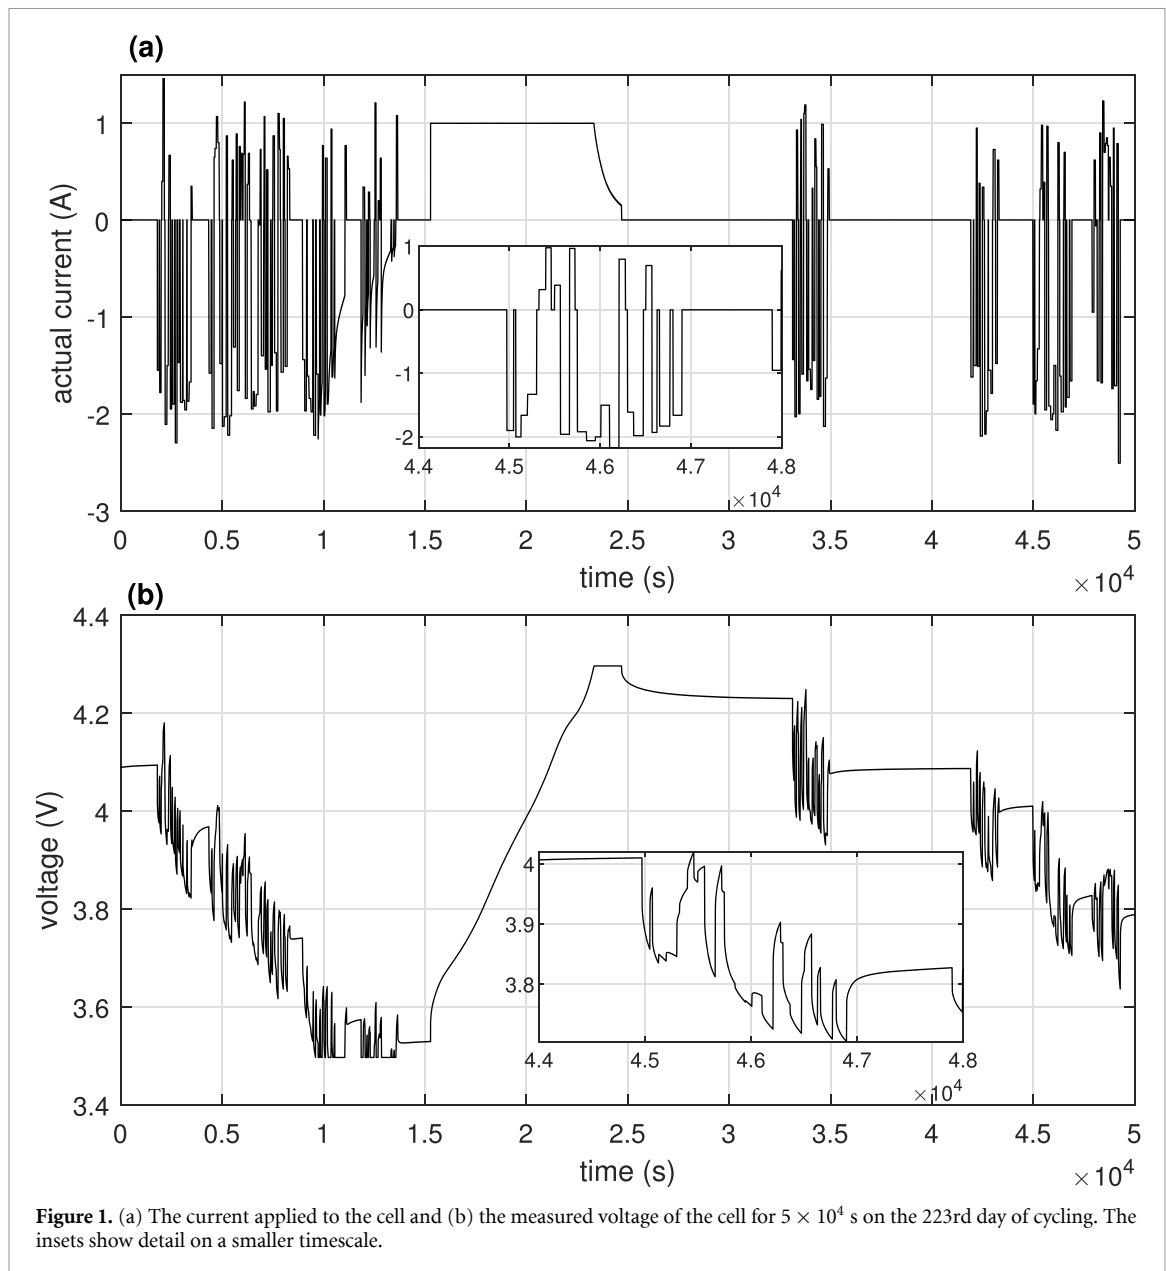 (a)
1
0
-1
-2
-3
actual current (A)
0 0.5 1 1.5 2 2.5 3 3.5 4 4.5 5
time (s)
×10⁴
1
0
-1
-2
4.4 4.5 4.6 4.7 4.8
×10⁴
(b)
4.4
4.2
4
3.8
3.6
3.4
voltage (V)
0 0.5 1 1.5 2 2.5 3 3.5 4 4.5 5
time (s)
×10⁴
4
3.9
3.8
4.4 4.5 4.6 4.7 4.8
×10⁴
Figure 1. (a) The current applied to the cell and (b) the measured voltage of the cell for 5 × 10⁴ s on the 223rd day of cycling. The
insets show detail on a smaller timescale.